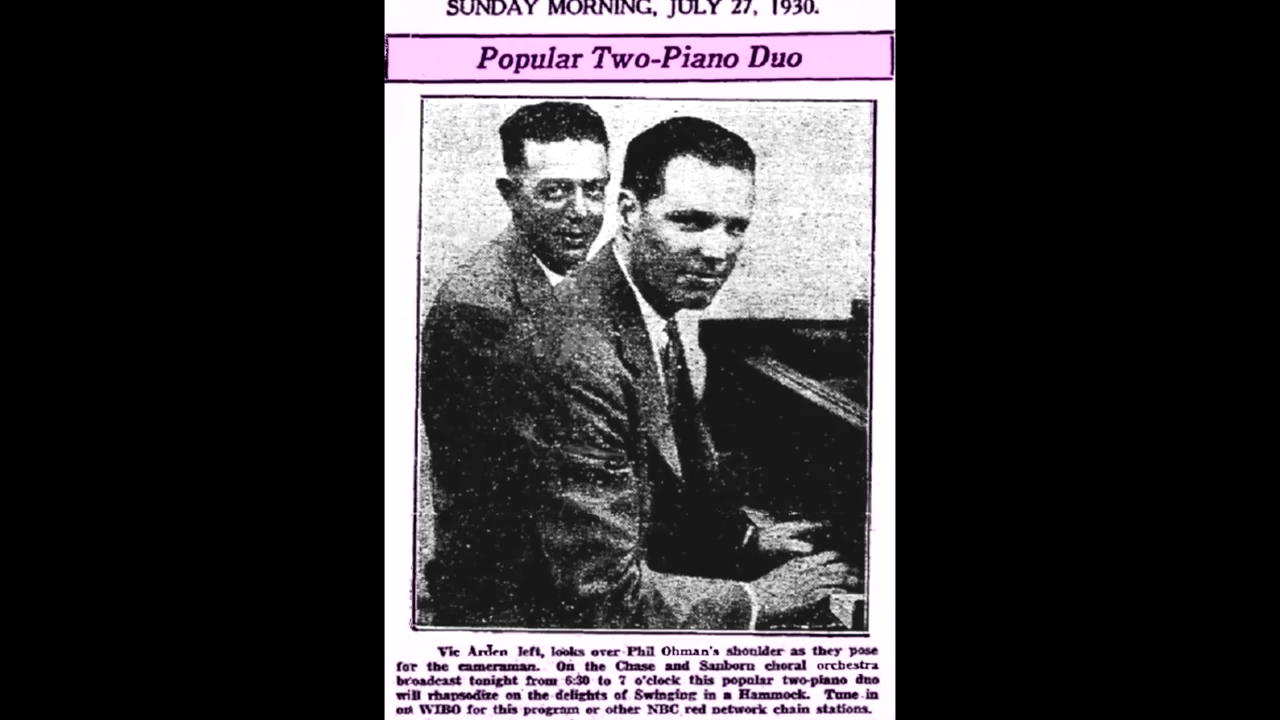 SUNDAY MORNING, JULY 27, 1930.
Popular Two-Piano Duo
Vic Arden left, looks over Phil Ohman's shoulder as they pose
for the cameraman. On the Chase and Sanborn choral orchestra
broadcast tonight from 6:30 to 7 o'clock this popular two-piano duo
will rhapsodize on the delights of Swinging in a Hammock. Tune in
on WIBO for this program or other NBC red network chain stations.